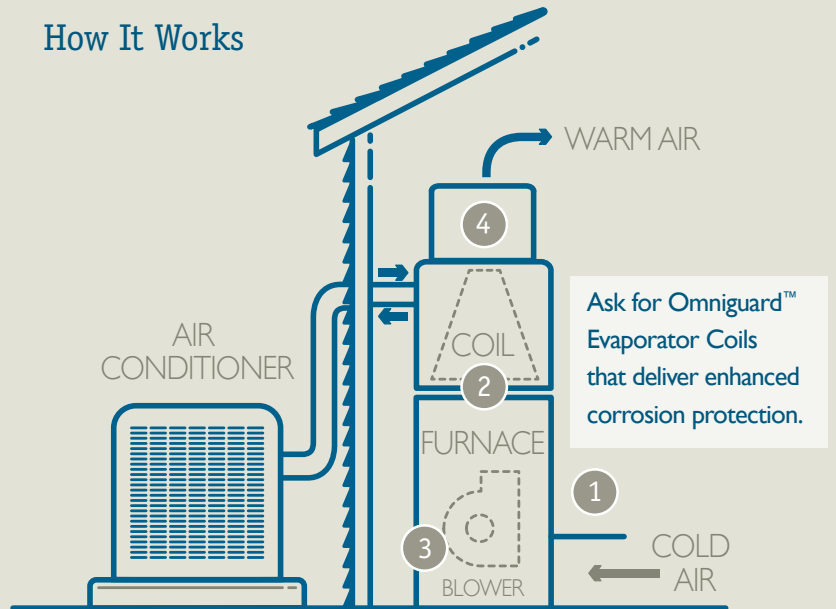 How It Works
WARM AIR
4
Ask for Omniguard™
Evaporator Coils
that deliver enhanced
corrosion protection.
AIR
CONDITIONER
COIL
2
FURNACE
1
3
BLOWER
COLD
AIR